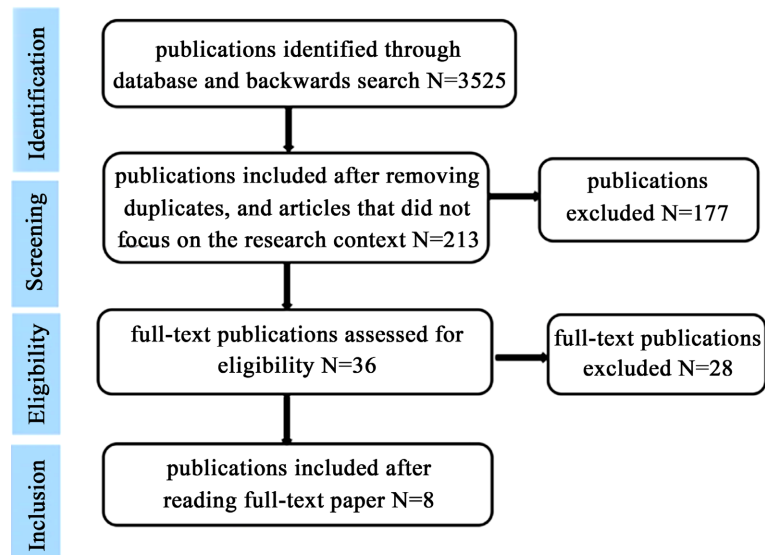 Identification
publications identified through
database and backwards search N=3525
Screening
publications included after removing
duplicates, and articles that did not
focus on the research context N=213
publications
excluded N=177
Eligibility
full-text publications assessed for
eligibility N=36
full-text publications
excluded N=28
Inclusion
publications included after
reading full-text paper N=8